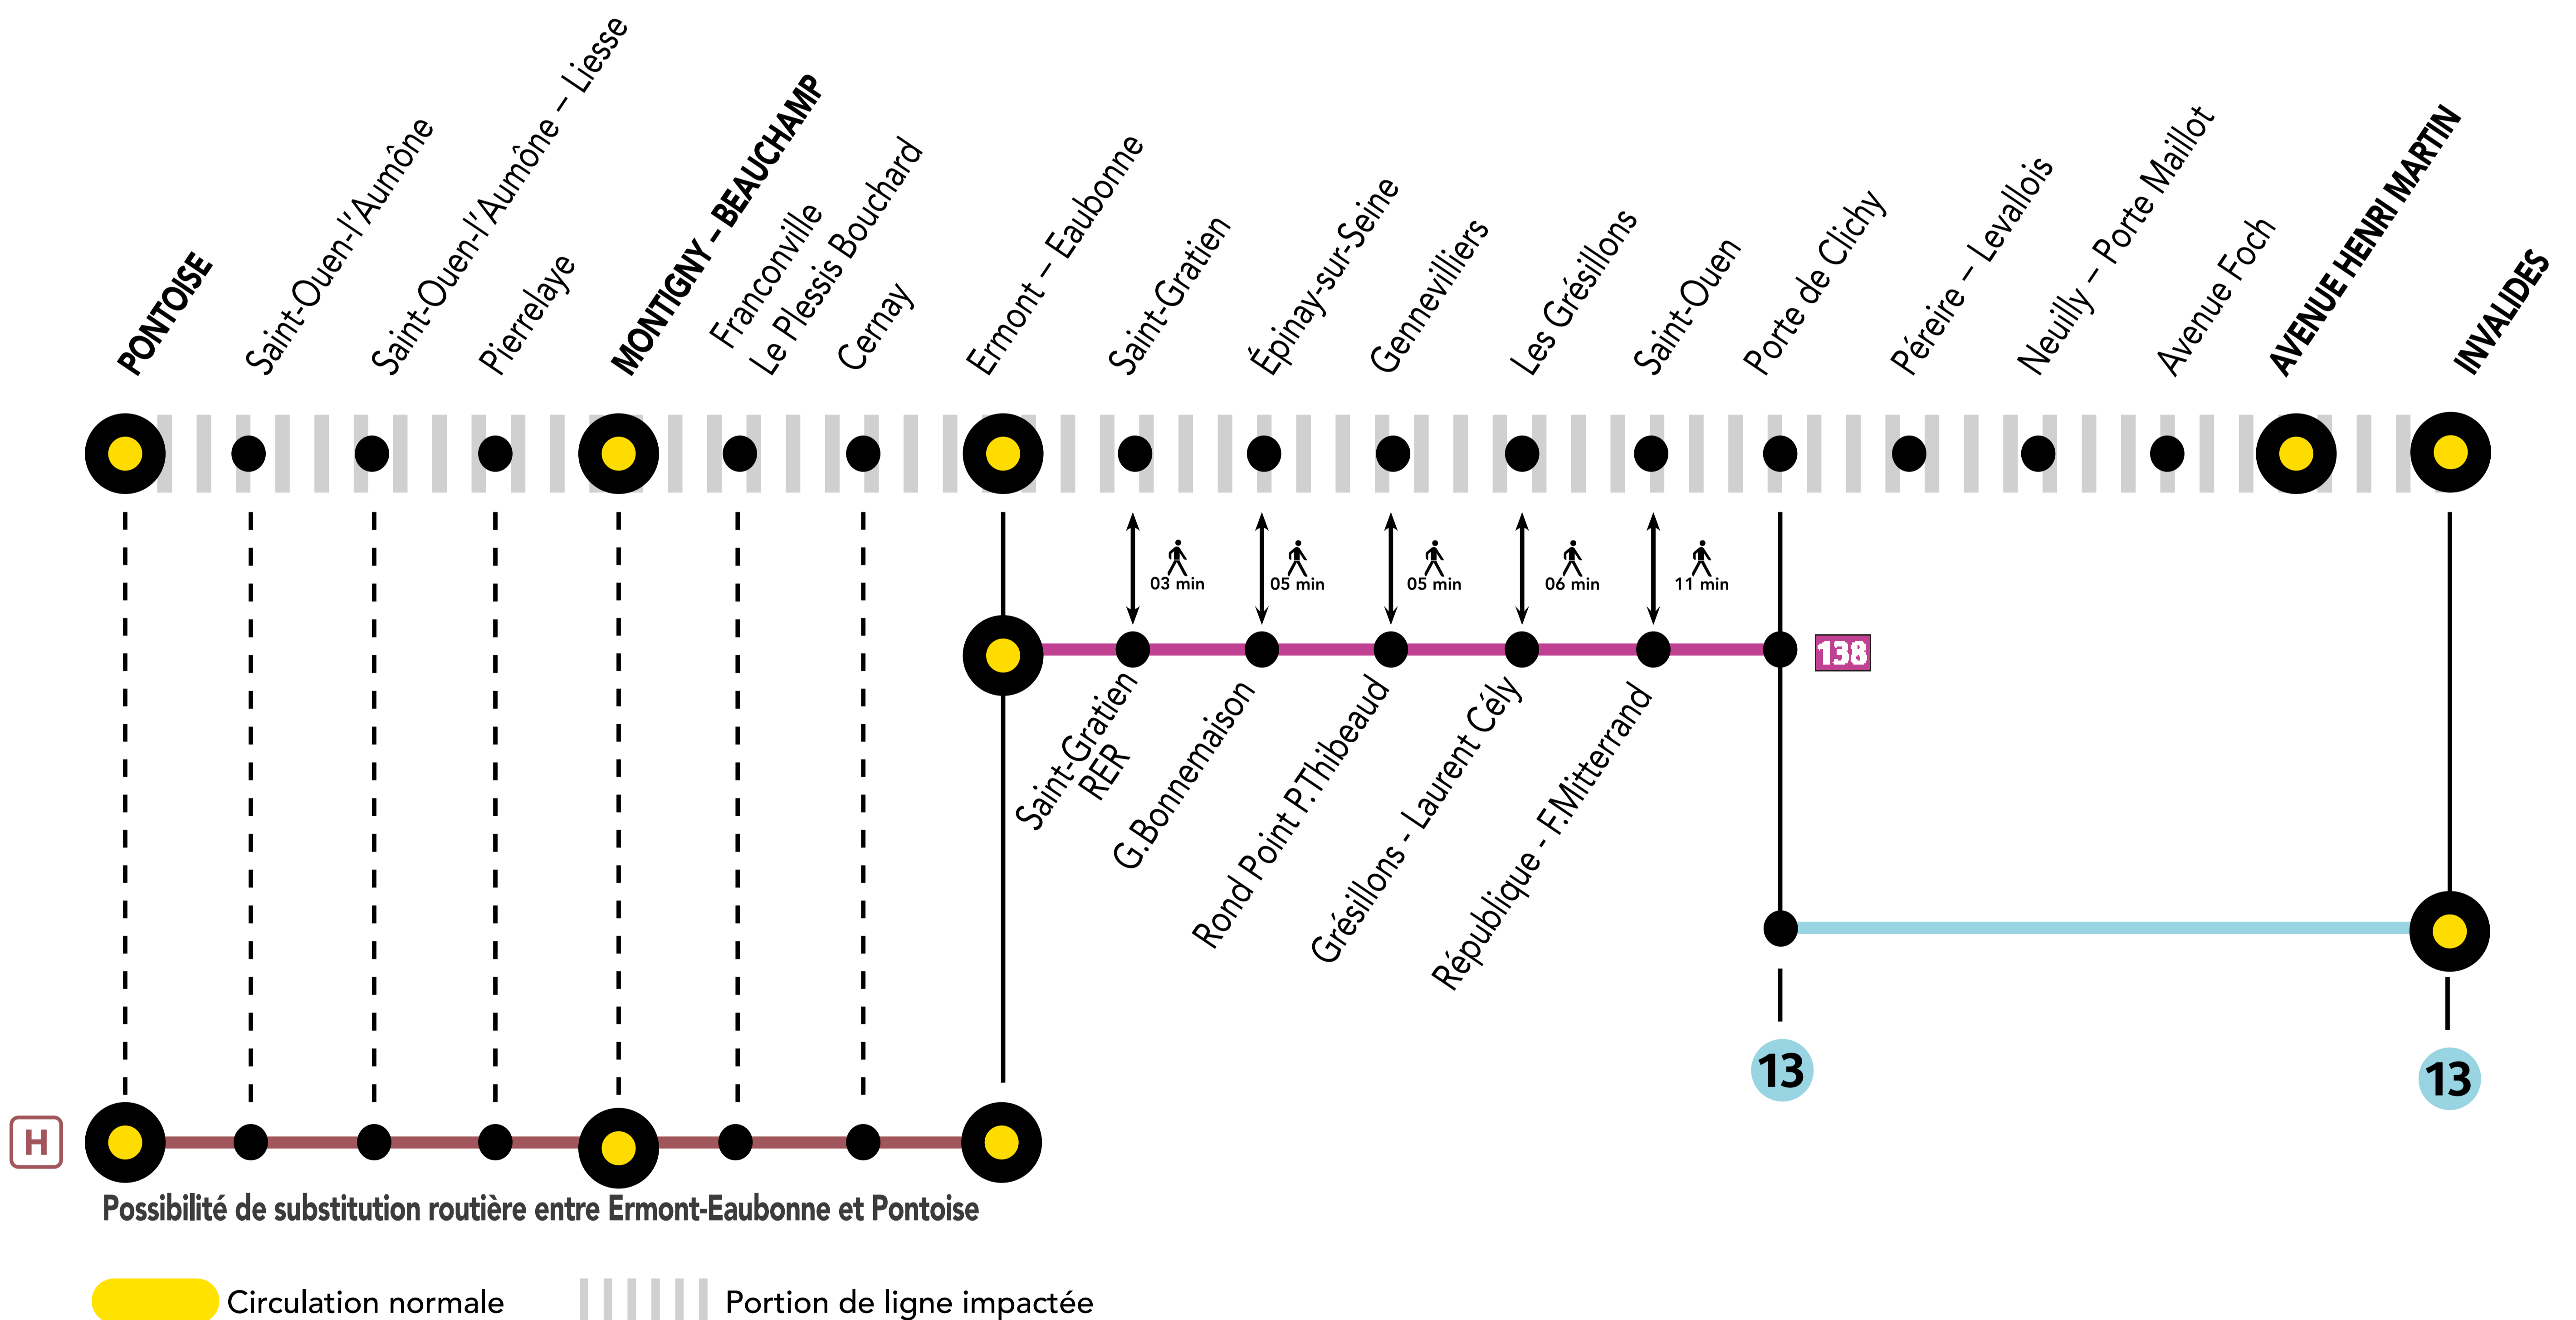 PONTOISE
Saint-Ouen-l'Aumône
Saint-Ouen-l'Aumône – Liesse
Pierrelaye
MONTIGNY – BEAUCHAMP
Franconville
Le Plessis Bouchard
Cernay
Ermont – Eaubonne
Saint-Gratien
Épinay-sur-Seine
Gennevilliers
Les Grésillons
Saint-Ouen
Porte de Clichy
Péreire – Levallois
Neuilly – Porte Maillot
Avenue Foch
AVENUE HENRI MARTIN
INVALIDES
03 min
05 min
05 min
06 min
11 min
138
Saint-Gratien
RER
G.Bonnemaison
Rond Point P.Thibeaud
Grésillons - Laurent Cély
République - F.Mitterrand
13
13
H
Possibilité de substitution routière entre Ermont-Eaubonne et Pontoise
Circulation normale
Portion de ligne impactée